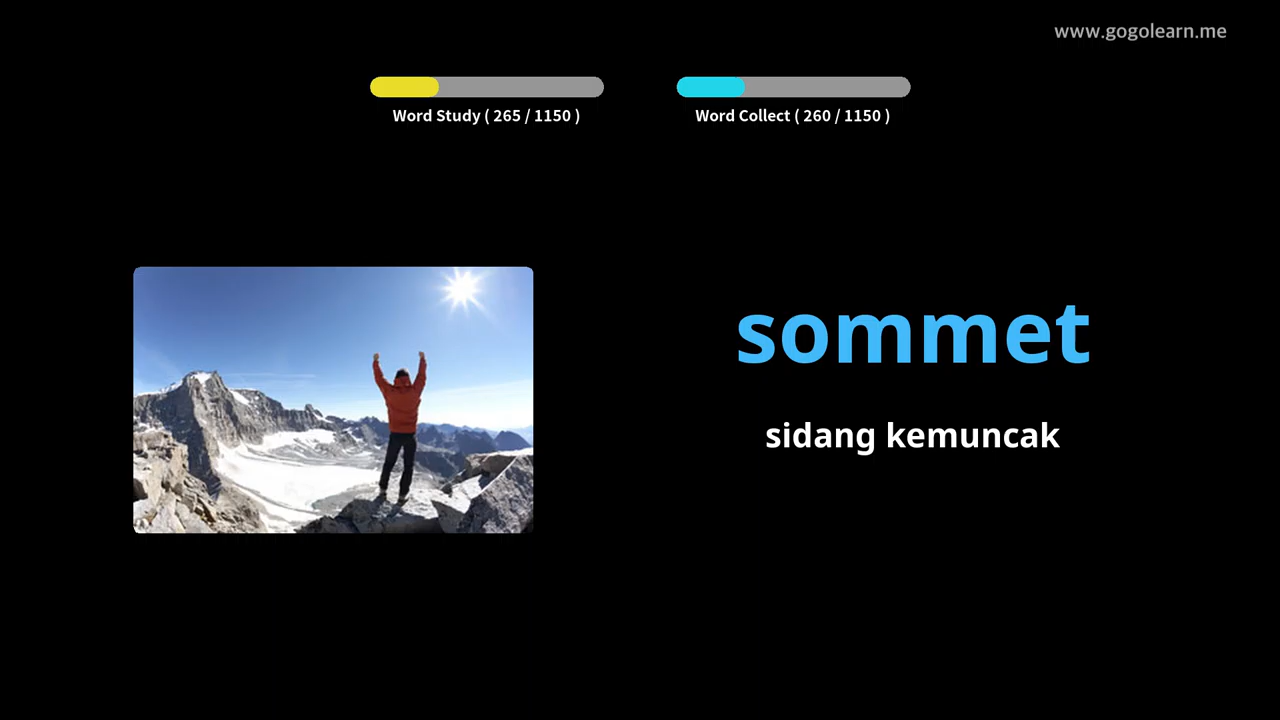 www.gogolearn.me
Word Study ( 265 / 1150 )
Word Collect ( 260 / 1150 )
sommet
sidang kemuncak